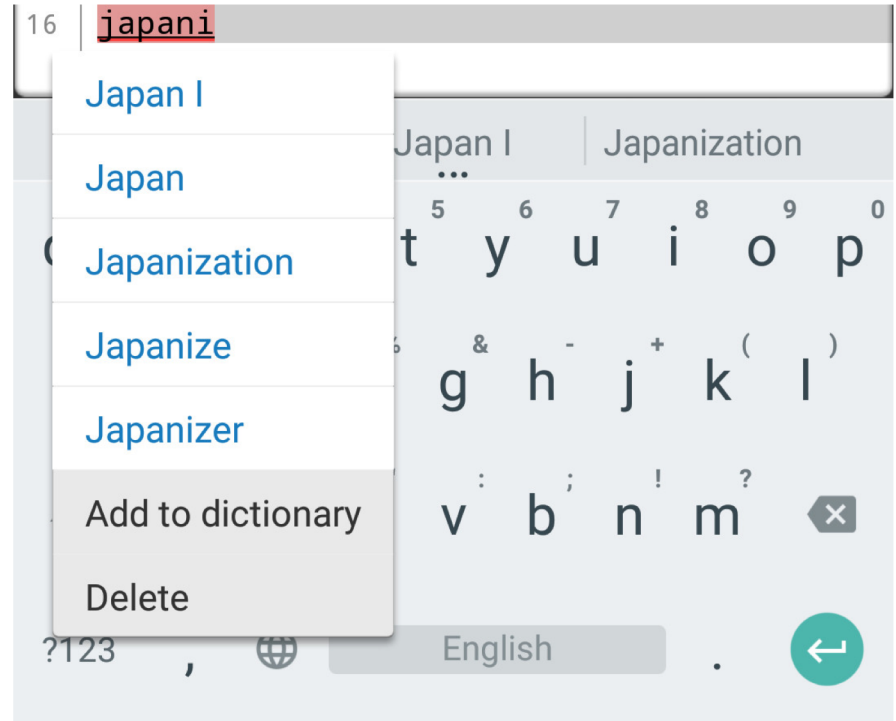 16 japani
Japan I
Japan
Japanization
Japanize
Japanizer
Add to dictionary
Delete
Japan I Japanization
5 6 7 8 9 0
t y u i o p
& - + ( )
g h j k l
: ; ! ?
v b n m
?123 , English .